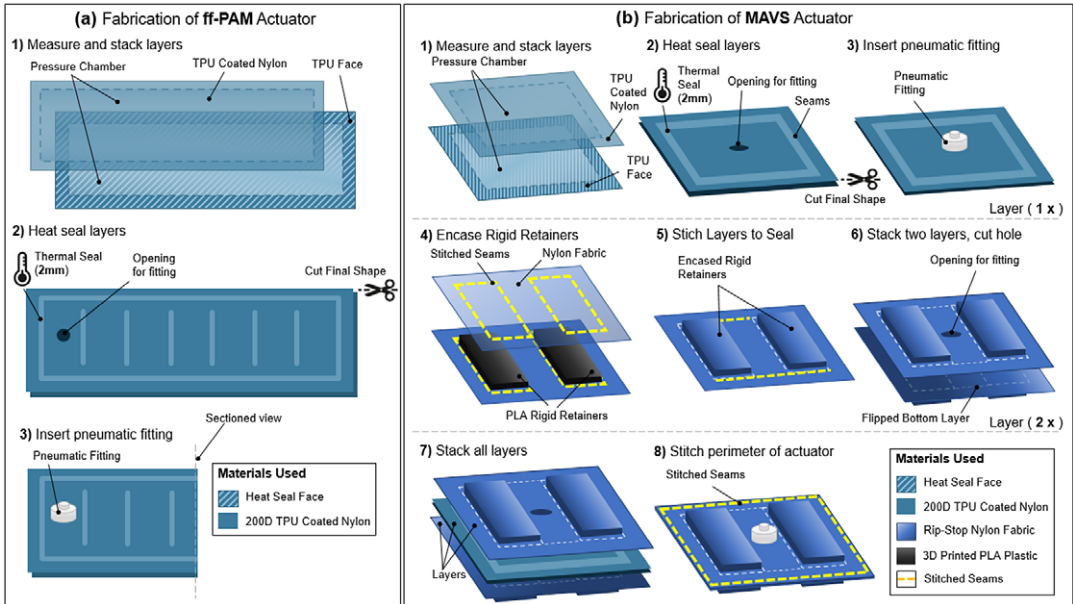 (a) Fabrication of ff-PAM Actuator
1) Measure and stack layers
Pressure Chamber
TPU Coated Nylon
TPU Face
2) Heat seal layers
Thermal Seal
(2mm)
Opening
for fitting
Cut Final Shape
3) Insert pneumatic fitting
Pneumatic Fitting
Sectioned view
Materials Used
Heat Seal Face
200D TPU Coated Nylon
(b) Fabrication of MAVS Actuator
1) Measure and stack layers
Pressure Chamber
TPU
Coated
Nylon
TPU
Face
2) Heat seal layers
Thermal
Seal
(2mm)
Opening for fitting
Seams
Cut Final Shape
3) Insert pneumatic fitting
Pneumatic
Fitting
Layer ( 1 x )
4) Encase Rigid Retainers
Stitched Seams
Nylon Fabric
PLA Rigid Retainers
5) Stich Layers to Seal
Encased Rigid
Retainers
6) Stack two layers, cut hole
Opening for fitting
Flipped Bottom Layer
Layer ( 2 x )
7) Stack all layers
Layers
8) Stitch perimeter of actuator
Stitched Seams
Materials Used
Heat Seal Face
200D TPU Coated Nylon
Rip-Stop Nylon Fabric
3D Printed PLA Plastic
Stitched Seams